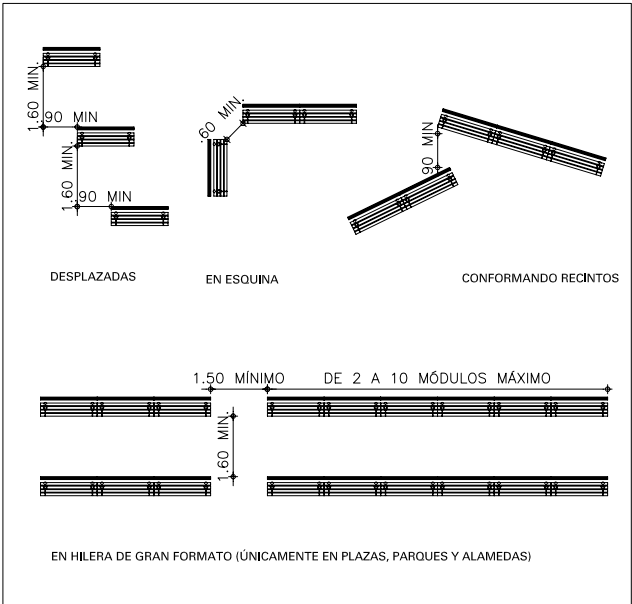 1.60 MIN.
.90 MIN
1.60 MIN.
.90 MIN
.60 MIN.
90 MIN
DESPLAZADAS
EN ESQUINA
CONFORMANDO RECINTOS
1.50 MÍNIMO
DE 2 A 10 MÓDULOS MÁXIMO
1.60 MIN.
EN HILERA DE GRAN FORMATO (ÚNICAMENTE EN PLAZAS, PARQUES Y ALAMEDAS)